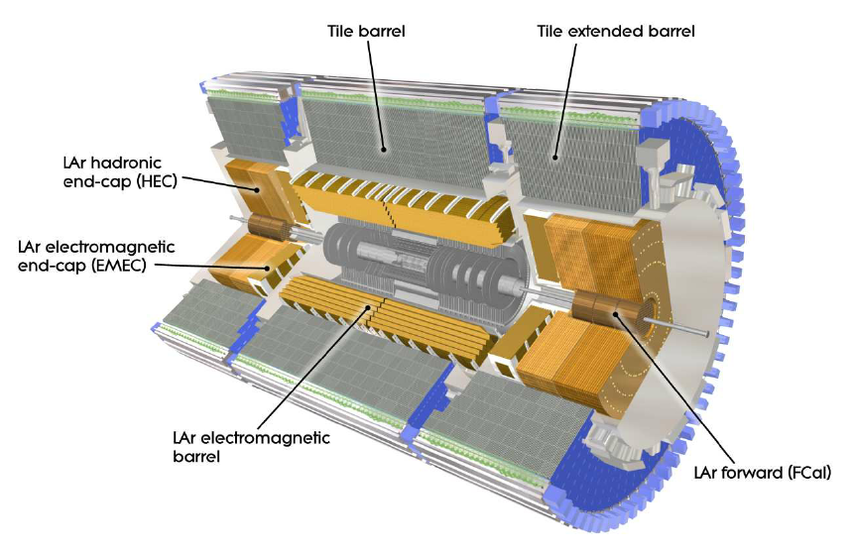 Tile barrel
Tile extended barrel
LAr hadronic
end-cap (HEC)
LAr electromagnetic
end-cap (EMEC)
LAr electromagnetic
barrel
LAr forward (FCal)